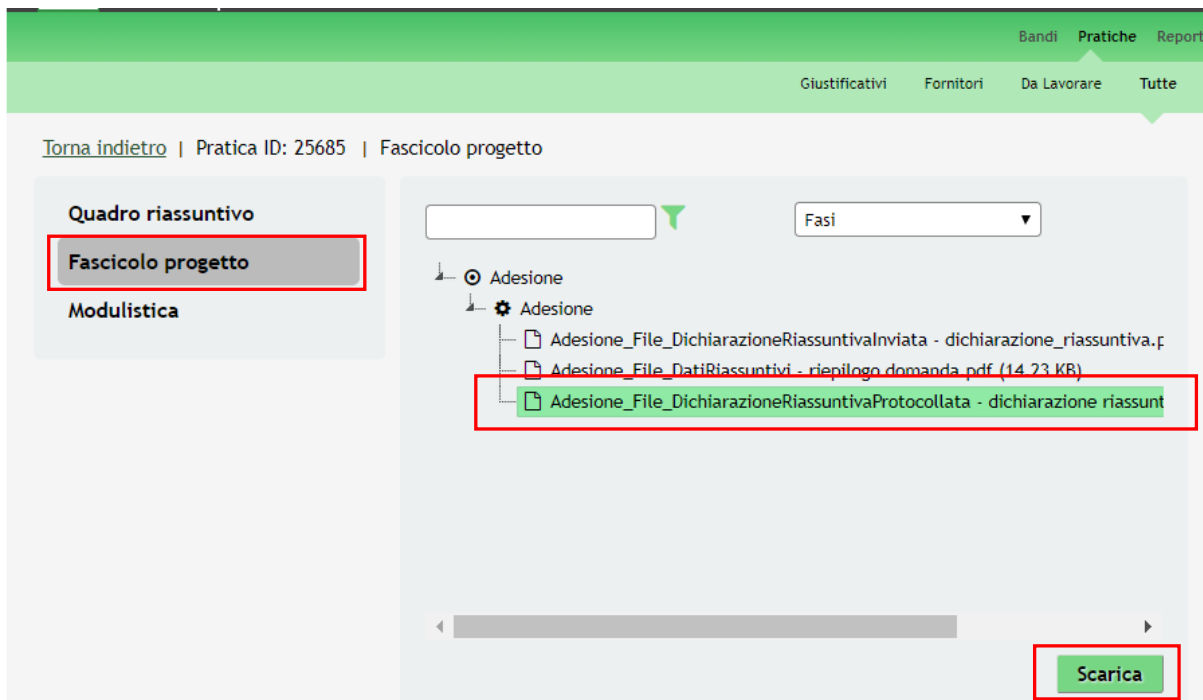 Bandi Pratiche Report
Giustificativi Fornitori Da Lavorare Tutte
Torna indietro | Pratica ID: 25685 | Fascicolo progetto
Quadro riassuntivo
Fascicolo progetto
Modulistica
Fasi
Adesione
Adesione
Adesione_File_DichiarazioneRiassuntivaInviata - dichiarazione_riassuntiva.p
Adesione_File_DatiRiassuntivi - riepilogo domanda.pdf (14.23 KB)
Adesione_File_DichiarazioneRiassuntivaProtocollata - dichiarazione riassunt
Scarica